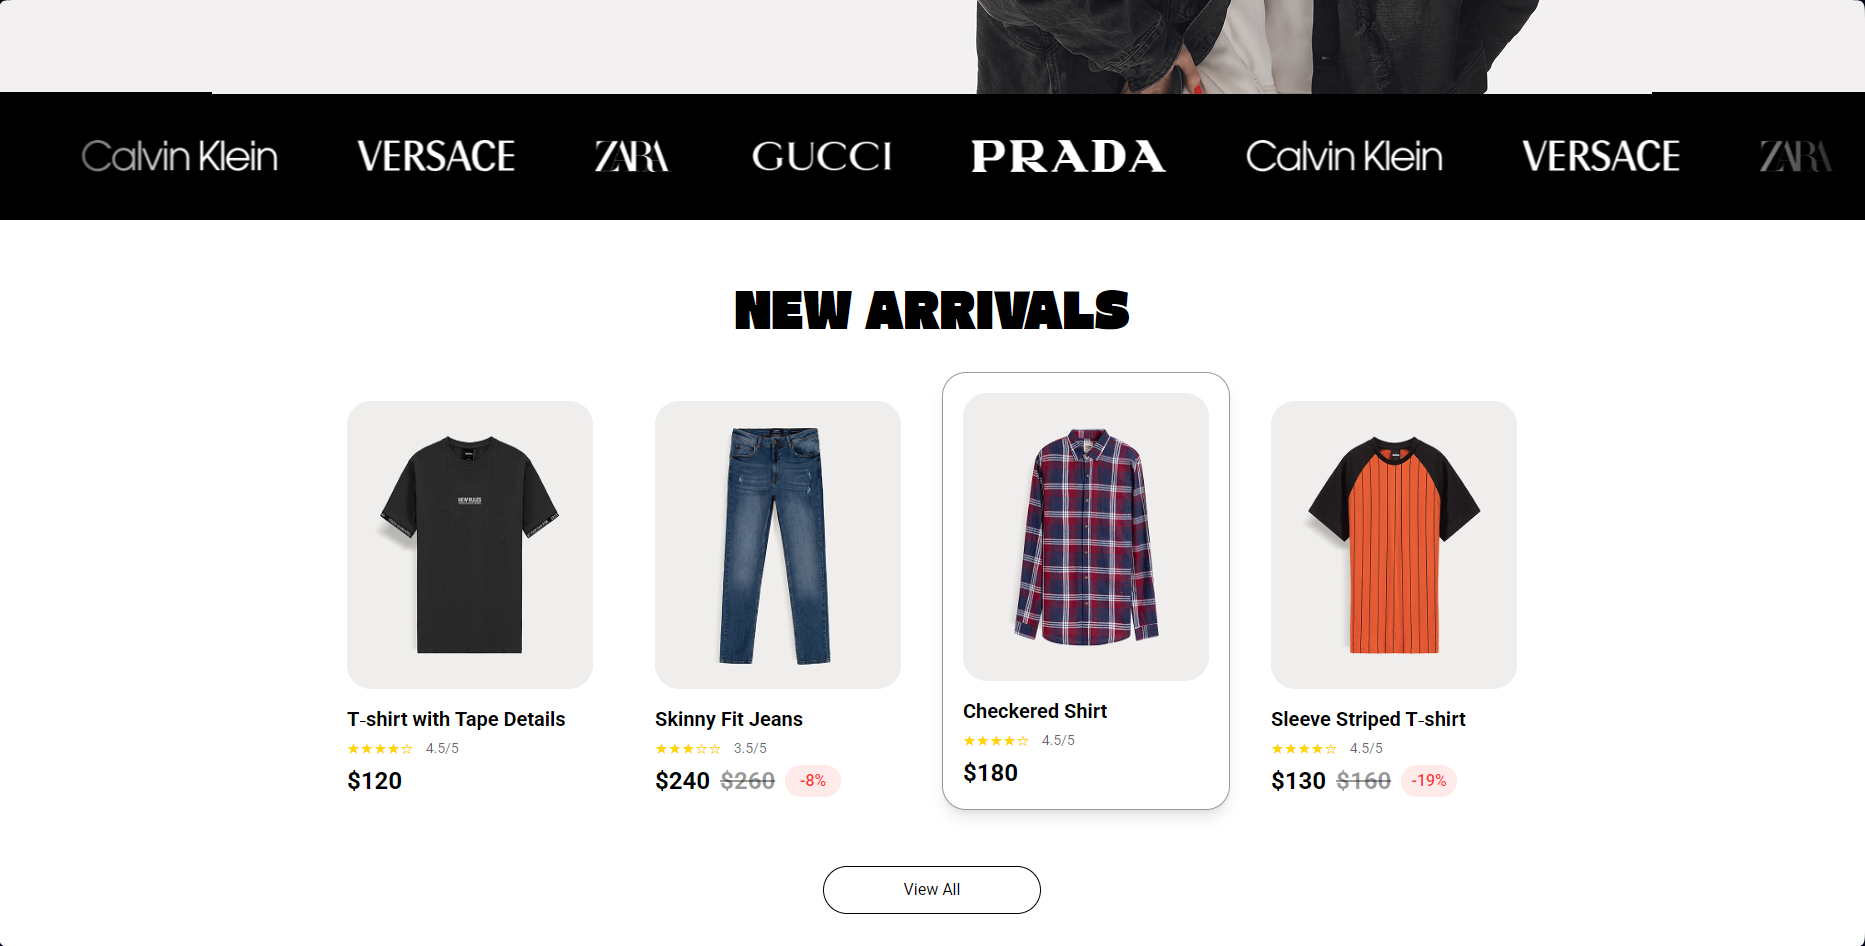 Calvin Klein VERSACE ZARA GUCCI PRADA Calvin Klein VERSACE ZARA
NEW ARRIVALS
NEW RULES
T-shirt with Tape Details
★★★★☆ 4.5/5
$120
Skinny Fit Jeans
★★★☆☆ 3.5/5
$240 $260 -8%
Checkered Shirt
★★★★☆ 4.5/5
$180
Sleeve Striped T-shirt
★★★★☆ 4.5/5
$130 $160 -19%
View All